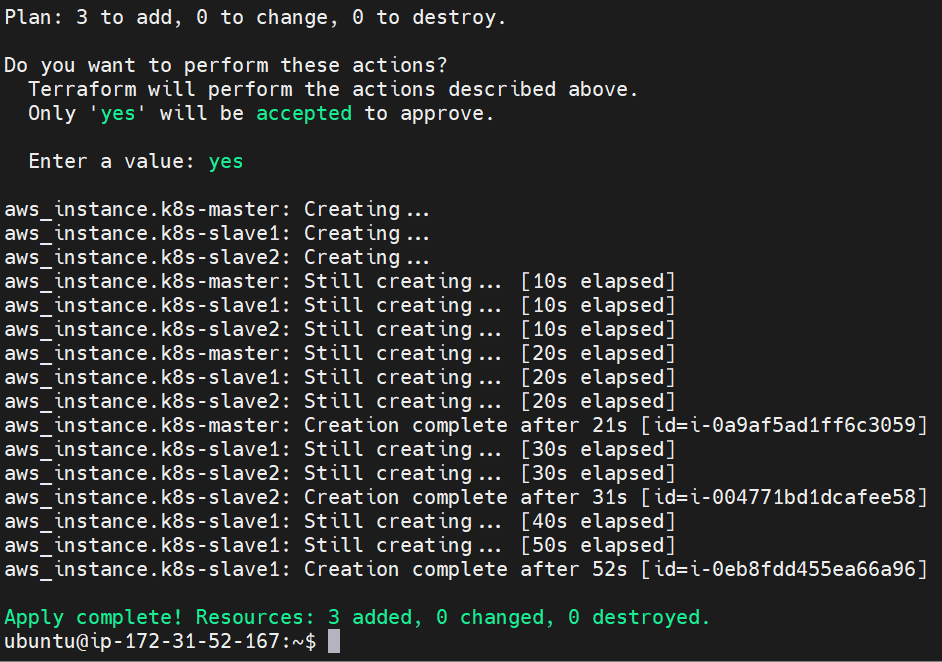 Plan: 3 to add, 0 to change, 0 to destroy.
Do you want to perform these actions?
Terraform will perform the actions described above.
Only 'yes' will be accepted to approve.
Enter a value: yes
aws_instance.k8s-master: Creating...
aws_instance.k8s-slave1: Creating...
aws_instance.k8s-slave2: Creating...
aws_instance.k8s-master: Still creating... [10s elapsed]
aws_instance.k8s-slave1: Still creating... [10s elapsed]
aws_instance.k8s-slave2: Still creating... [10s elapsed]
aws_instance.k8s-master: Still creating... [20s elapsed]
aws_instance.k8s-slave1: Still creating... [20s elapsed]
aws_instance.k8s-slave2: Still creating... [20s elapsed]
aws_instance.k8s-master: Creation complete after 21s [id=i-0a9af5ad1ff6c3059]
aws_instance.k8s-slave1: Still creating... [30s elapsed]
aws_instance.k8s-slave2: Still creating... [30s elapsed]
aws_instance.k8s-slave2: Creation complete after 31s [id=i-004771bd1dcafee58]
aws_instance.k8s-slave1: Still creating... [40s elapsed]
aws_instance.k8s-slave1: Still creating... [50s elapsed]
aws_instance.k8s-slave1: Creation complete after 52s [id=i-0eb8fdd455ea66a96]
Apply complete! Resources: 3 added, 0 changed, 0 destroyed.
ubuntu@ip-172-31-52-167:~$